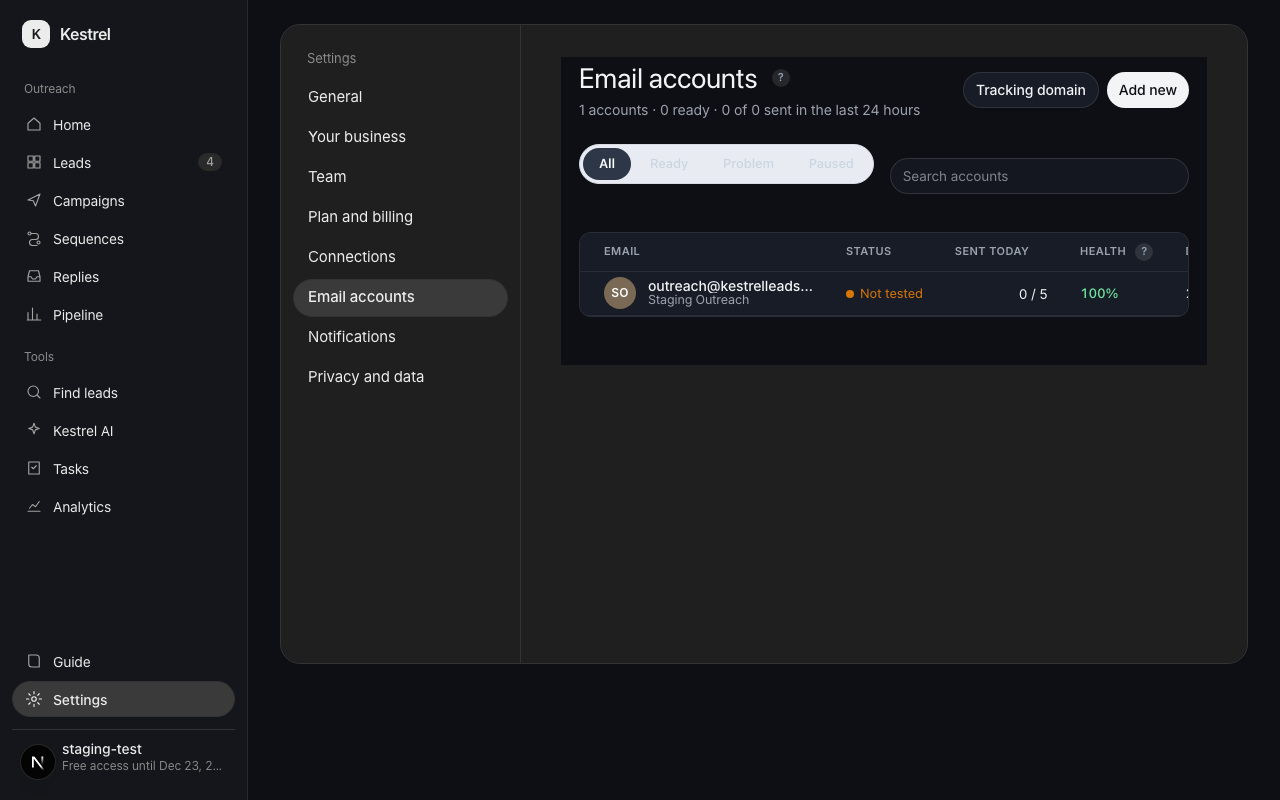 K Kestrel
Outreach
Home
Leads 4
Campaigns
Sequences
Replies
Pipeline
Tools
Find leads
Kestrel AI
Tasks
Analytics
Guide
Settings
N staging-test
Free access until Dec 23, 2...
Settings
General
Your business
Team
Plan and billing
Connections
Email accounts
Notifications
Privacy and data
Email accounts ?
1 accounts · 0 ready · 0 of 0 sent in the last 24 hours
Tracking domain Add new
All Ready Problem Paused
Search accounts
EMAIL STATUS SENT TODAY HEALTH ?
SO outreach@kestrelleads... Not tested 0 / 5 100%
Staging Outreach